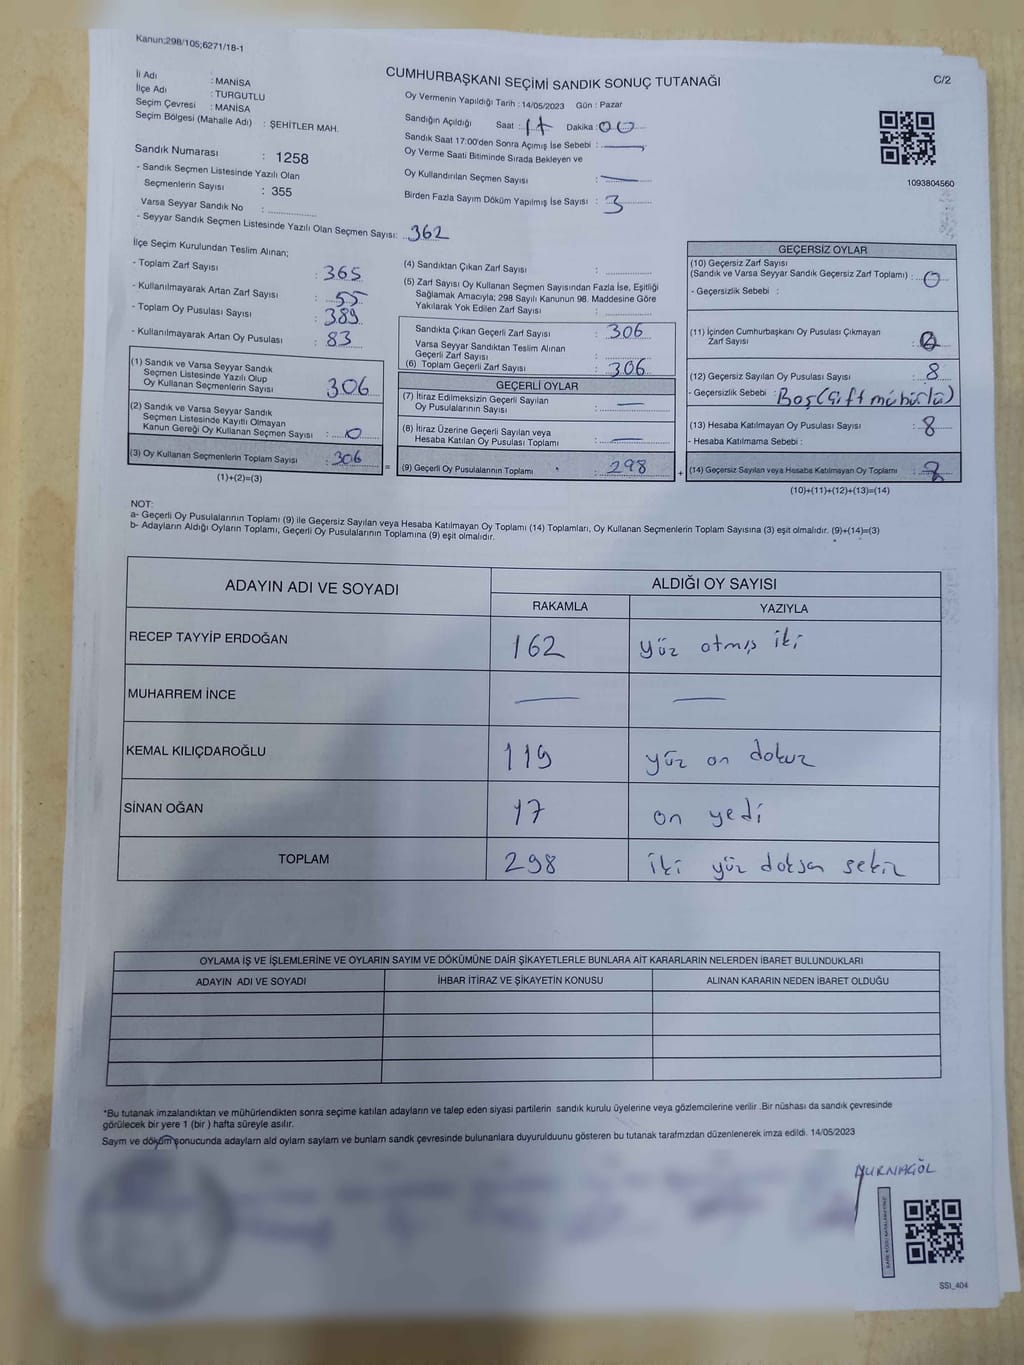 Kanun;298/105;6271/18-1
CUMHURBAŞKANI SEÇİMİ SANDIK SONUÇ TUTANAĞI
C/2
İl Adı : MANİSA
İlçe Adı : TURGUTLU
Seçim Çevresi : MANİSA
Seçim Bölgesi (Mahalle Adı) : ŞEHİTLER MAH.
Sandık Numarası : 1258
- Sandık Seçmen Listesinde Yazılı Olan
Seçmenlerin Sayısı : 355
Varsa Seyyar Sandık No :
- Seyyar Sandık Seçmen Listesinde Yazılı Olan Seçmen Sayısı: 362
Oy Vermenin Yapıldığı Tarih : 14/05/2023 Gün : Pazar
Sandığın Açıldığı Saat : 17 Dakika : 00
Sandık Saat 17:00'den Sonra Açımış İse Sebebi : —
Oy Verme Saati Bitiminde Sırada Bekleyen ve
Oy Kullandırılan Seçmen Sayısı : —
Birden Fazla Sayım Döküm Yapılmış İse Sayısı : 3
1093804560
İlçe Seçim Kurulundan Teslim Alınan;
- Toplam Zarf Sayısı : 365
- Kullanılmayarak Artan Zarf Sayısı : 55
- Toplam Oy Pusulası Sayısı : 389
- Kullanılmayarak Artan Oy Pusulası : 83
(1) Sandık ve Varsa Seyyar Sandık
Seçmen Listesinde Yazılı Olup
Oy Kullanan Seçmenlerin Sayısı 306
(2) Sandık ve Varsa Seyyar Sandık
Seçmen Listesinde Kayıtlı Olmayan
Kanun Gereği Oy Kullanan Seçmen Sayısı : 0
(3) Oy Kullanan Seçmenlerin Toplam Sayısı : 306
(1)+(2)=(3)
(4) Sandıktan Çıkan Zarf Sayısı :
(5) Zarf Sayısı Oy Kullanan Seçmen Sayısından Fazla İse, Eşitliği
Sağlamak Amacıyla; 298 Sayılı Kanunun 98. Maddesine Göre
Yakılarak Yok Edilen Zarf Sayısı :
Sandıkta Çıkan Geçerli Zarf Sayısı : 306
Varsa Seyyar Sandıktan Teslim Alınan
Geçerli Zarf Sayısı :
(6) Toplam Geçerli Zarf Sayısı : 306
GEÇERLİ OYLAR
(7) İtiraz Edilmeksizin Geçerli Sayılan
Oy Pusulalarının Sayısı : —
(8) İtiraz Üzerine Geçerli Sayılan veya
Hesaba Katılan Oy Pusulası Toplamı : —
= (9) Geçerli Oy Pusulalarının Toplamı : 298 +
GEÇERSİZ OYLAR
(10) Geçersiz Zarf Sayısı
(Sandık ve Varsa Seyyar Sandık Geçersiz Zarf Toplamı) : 0
- Geçersizlik Sebebi :
(11) İçinden Cumhurbaşkanı Oy Pusulası Çıkmayan
Zarf Sayısı :
(12) Geçersiz Sayılan Oy Pusulası Sayısı : 8
- Geçersizlik Sebebi : Boş (Çift mühürlü)
(13) Hesaba Katılmayan Oy Pusulası Sayısı : 8
- Hesaba Katılmama Sebebi :
(14) Geçersiz Sayılan veya Hesaba Katılmayan Oy Toplamı : 8
(10)+(11)+(12)+(13)=(14)
NOT:
a- Geçerli Oy Pusulalarının Toplamı (9) ile Geçersiz Sayılan veya Hesaba Katılmayan Oy Toplamı (14) Toplamları, Oy Kullanan Seçmenlerin Toplam Sayısına (3) eşit olmalıdır. (9)+(14)=(3)
b- Adayların Aldığı Oyların Toplamı, Geçerli Oy Pusulalarının Toplamına (9) eşit olmalıdır.
ADAYIN ADI VE SOYADI ALDIĞI OY SAYISI
RAKAMLA YAZIYLA
RECEP TAYYİP ERDOĞAN 162 yüz atmış iki
MUHARREM İNCE — —
KEMAL KILIÇDAROĞLU 119 yüz on dokuz
SİNAN OĞAN 17 on yedi
TOPLAM 298 iki yüz doksan sekiz
OYLAMA İŞ VE İŞLEMLERİNE VE OYLARIN SAYIM VE DÖKÜMÜNE DAİR ŞİKAYETLERLE BUNLARA AİT KARARLARIN NELERDEN İBARET BULUNDUKLARI
ADAYIN ADI VE SOYADI İHBAR İTİRAZ VE ŞİKAYETİN KONUSU ALINAN KARARIN NEDEN İBARET OLDUĞU
*Bu tutanak imzalandıktan ve mühürlendikten sonra seçime katılan adayların ve talep eden siyasi partilerin sandık kurulu üyelerine veya gözlemcilerine verilir .Bir nüshası da sandık çevresinde
görülecek bir yere 1 (bir ) hafta süreyle asılır.
Sayım ve döküm sonucunda adayların ald oyların sayların ve bunların sandk çevresinde bulunanlara duyurulduunu gösteren bu tutanak tarafmzdan düzenlenerek imza edildi. 14/05/2023
SSI_404